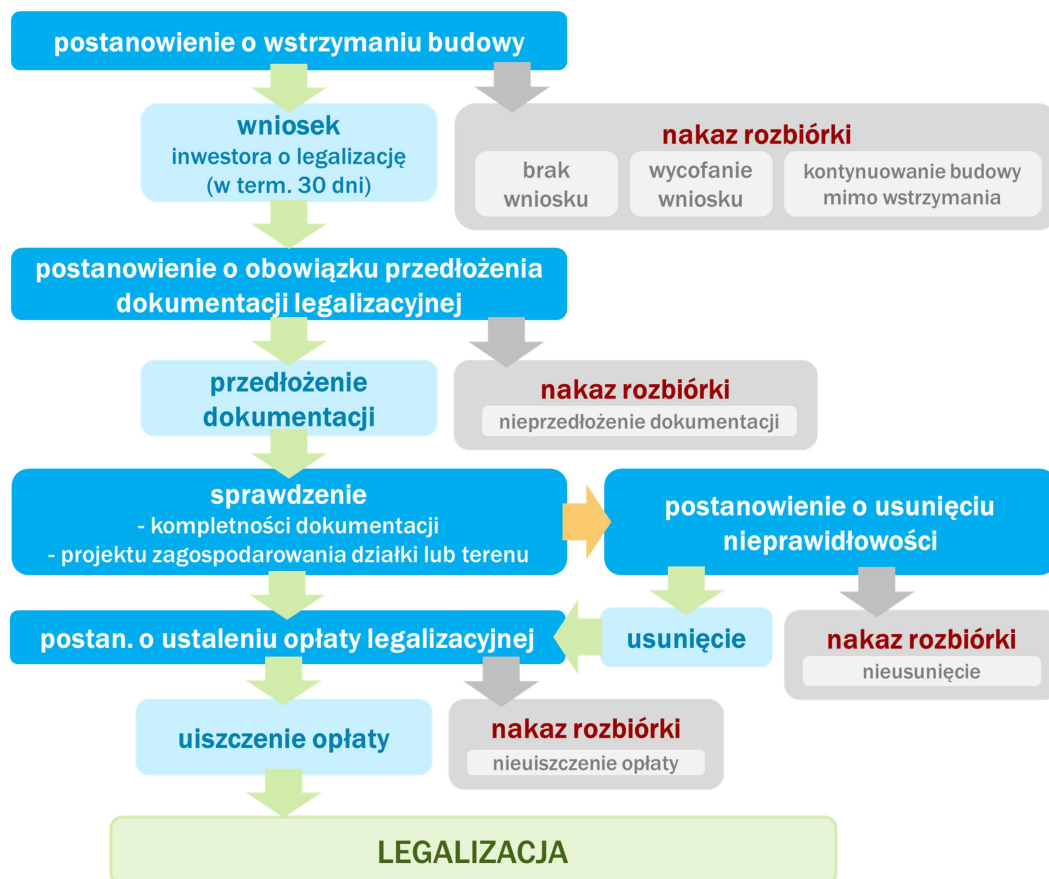 postanowienie o wstrzymaniu budowy
wniosek
inwestora o legalizację
(w term. 30 dni)
nakaz rozbiórki
brak
wniosku
wycofanie
wniosku
kontynuowanie budowy
mimo wstrzymania
postanowienie o obowiązku przedłożenia
dokumentacji legalizacyjnej
przedłożenie
dokumentacji
nakaz rozbiórki
nieprzedłożenie dokumentacji
sprawdzenie
- kompletności dokumentacji
- projektu zagospodarowania działki lub terenu
postanowienie o usunięciu
nieprawidłowości
postan. o ustaleniu opłaty legalizacyjnej
usunięcie
nakaz rozbiórki
nieusunięcie
uiszczenie opłaty
nakaz rozbiórki
nieuiszczenie opłaty
LEGALIZACJA